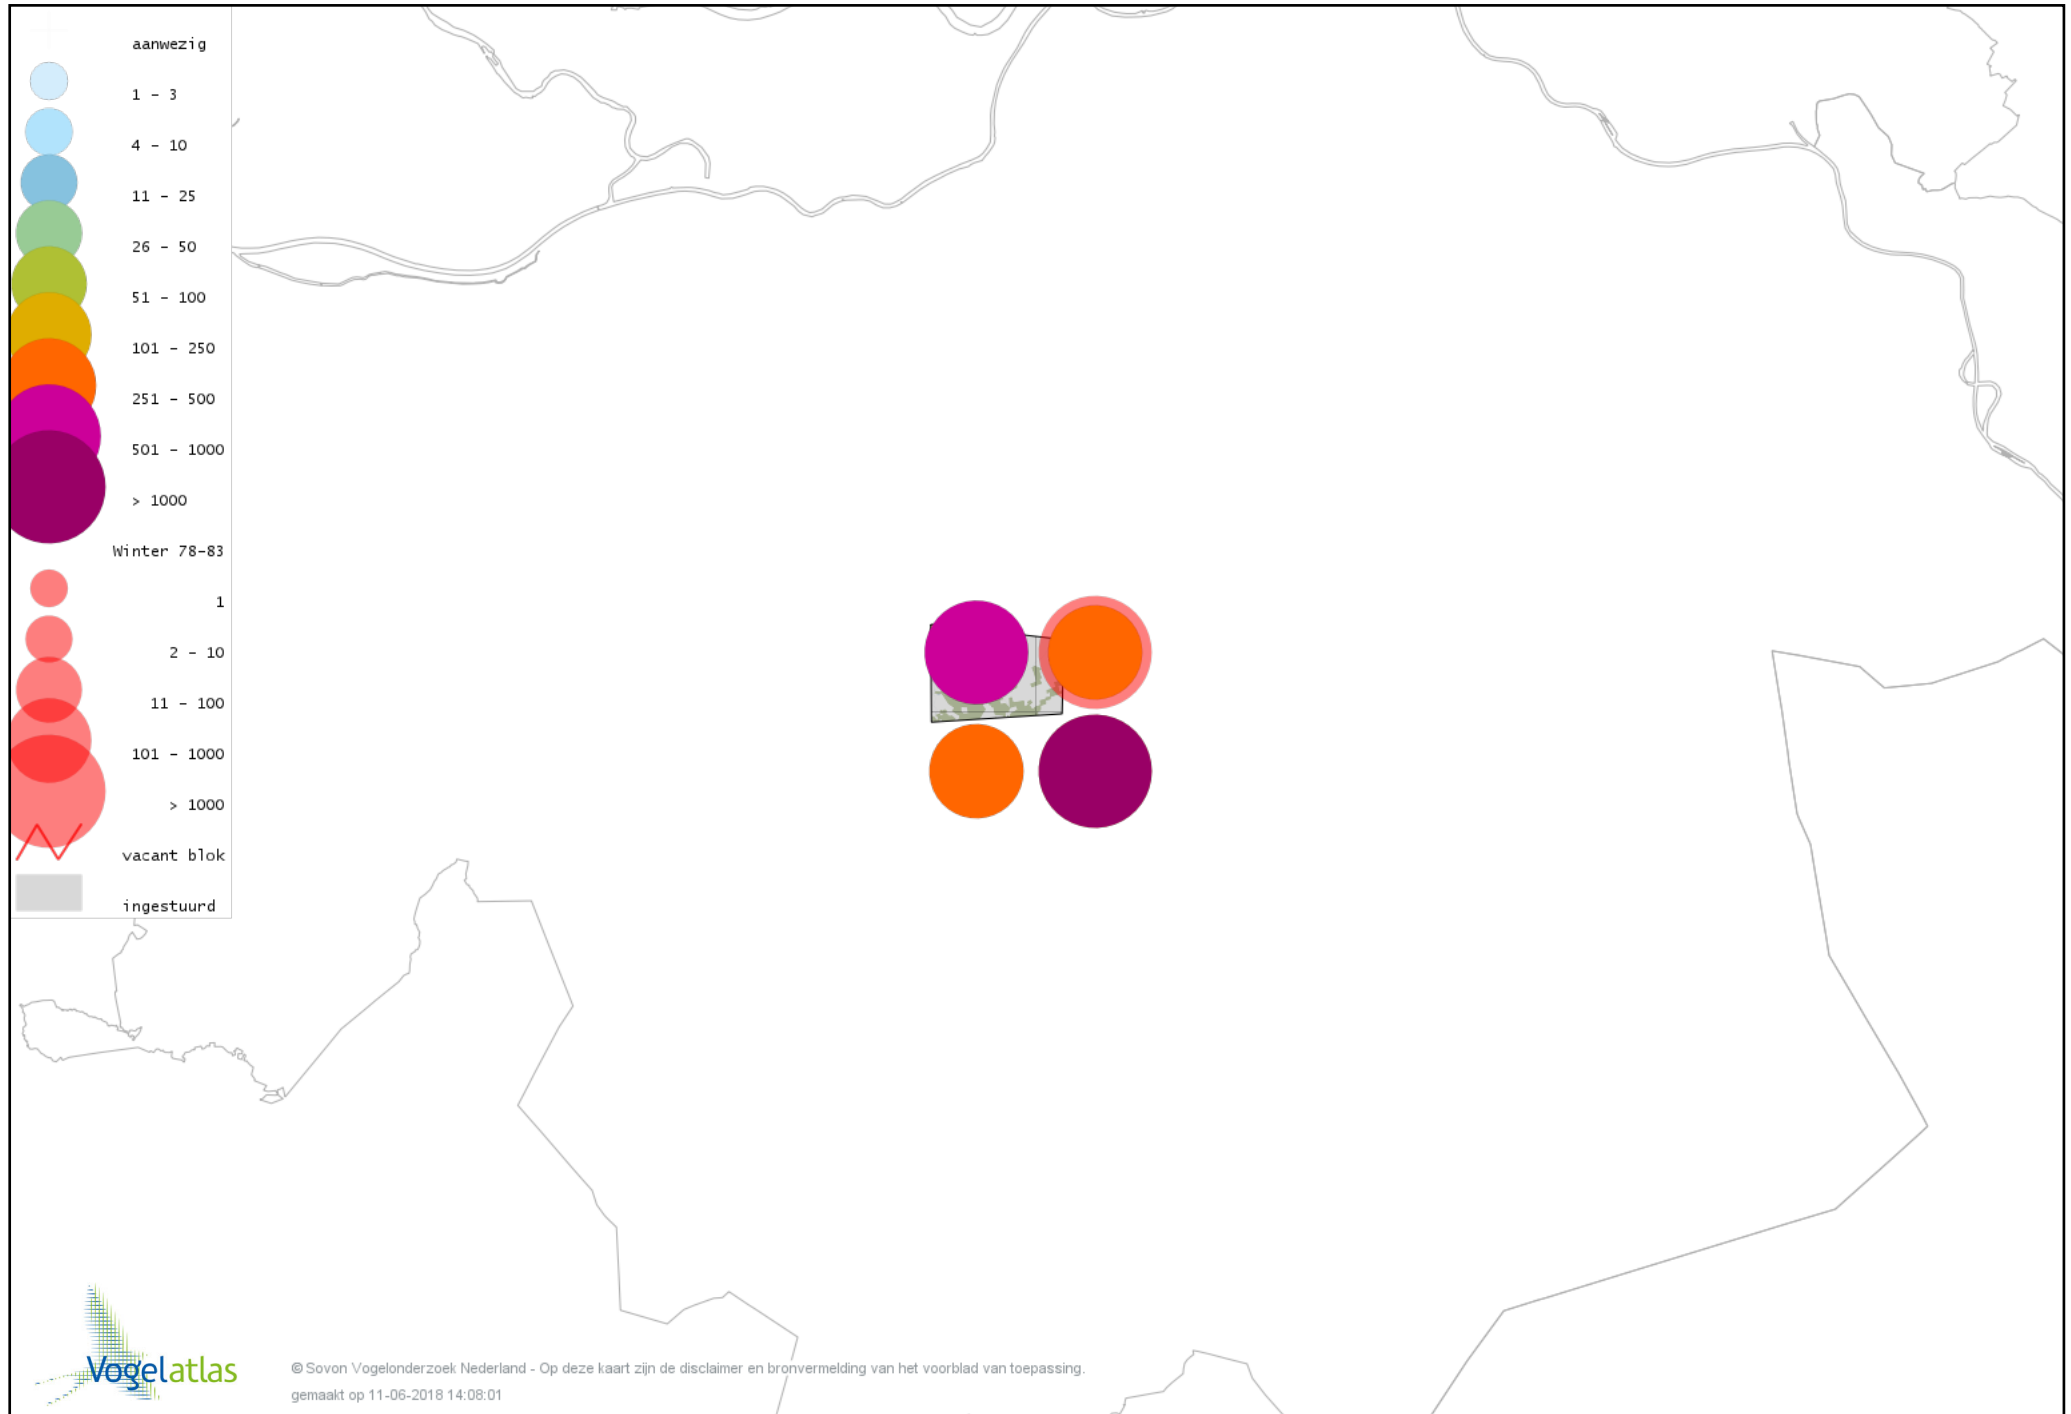 aanwezig
1 - 3
4 - 10
11 - 25
26 - 50
51 - 100
101 - 250
251 - 500
501 - 1000
> 1000
Winter 78-83
1
2 - 10
11 - 100
101 - 1000
> 1000
vacant blok
ingestuurd
Vogelatlas
© Sovon Vogelonderzoek Nederland - Op deze kaart zijn de disclaimer en bronvermelding van het voorblad van toepassing.
gemaakt op 11-06-2018 14:08:01